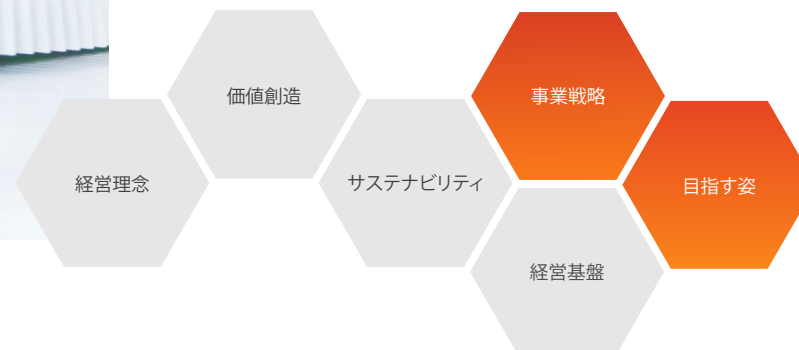 経営理念
価値創造
サステナビリティ
事業戦略
経営基盤
目指す姿